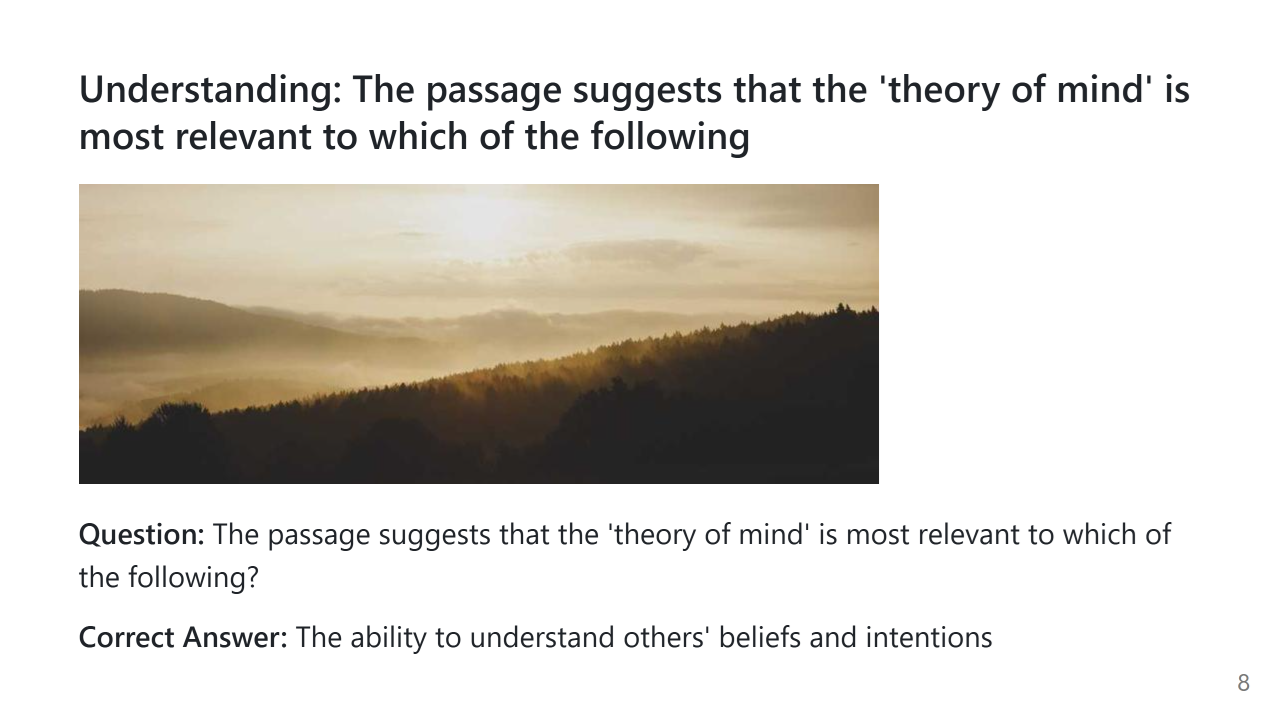 Understanding: The passage suggests that the 'theory of mind' is
most relevant to which of the following
Question: The passage suggests that the 'theory of mind' is most relevant to which of
the following?
Correct Answer: The ability to understand others' beliefs and intentions
8